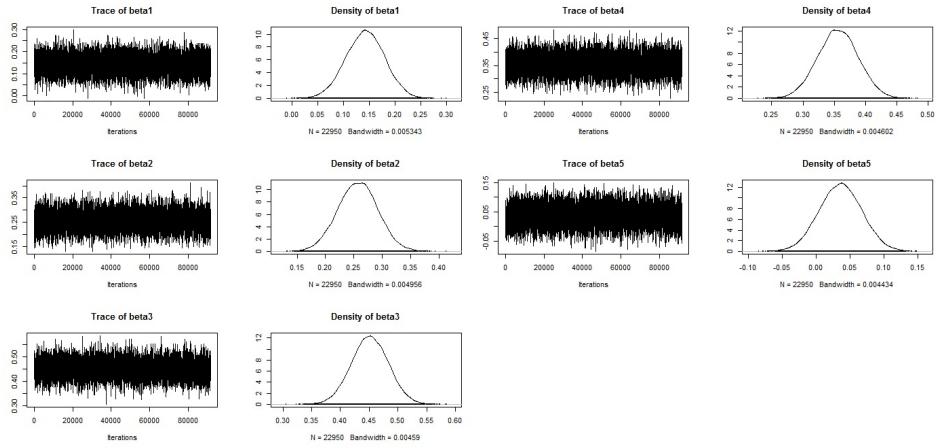 Trace of beta1
0.00 0.10 0.20 0.30
0 20000 40000 60000 80000
Iterations
Density of beta1
0 2 4 6 8 10
0.00 0.05 0.10 0.15 0.20 0.25 0.30
N = 22950 Bandwidth = 0.005343
Trace of beta4
0.25 0.35 0.45
0 20000 40000 60000 80000
Iterations
Density of beta4
0 2 4 6 8 12
0.25 0.30 0.35 0.40 0.45 0.50
N = 22950 Bandwidth = 0.004602
Trace of beta2
0.15 0.25 0.35
0 20000 40000 60000 80000
Iterations
Density of beta2
0 2 4 6 8 10
0.15 0.20 0.25 0.30 0.35 0.40
N = 22950 Bandwidth = 0.004956
Trace of beta5
-0.05 0.05 0.15
0 20000 40000 60000 80000
Iterations
Density of beta5
0 2 4 6 8 12
-0.10 -0.05 0.00 0.05 0.10 0.15
N = 22950 Bandwidth = 0.004434
Trace of beta3
0.30 0.40 0.50
0 20000 40000 60000 80000
Iterations
Density of beta3
0 2 4 6 8 12
0.30 0.35 0.40 0.45 0.50 0.55 0.60
N = 22950 Bandwidth = 0.00459